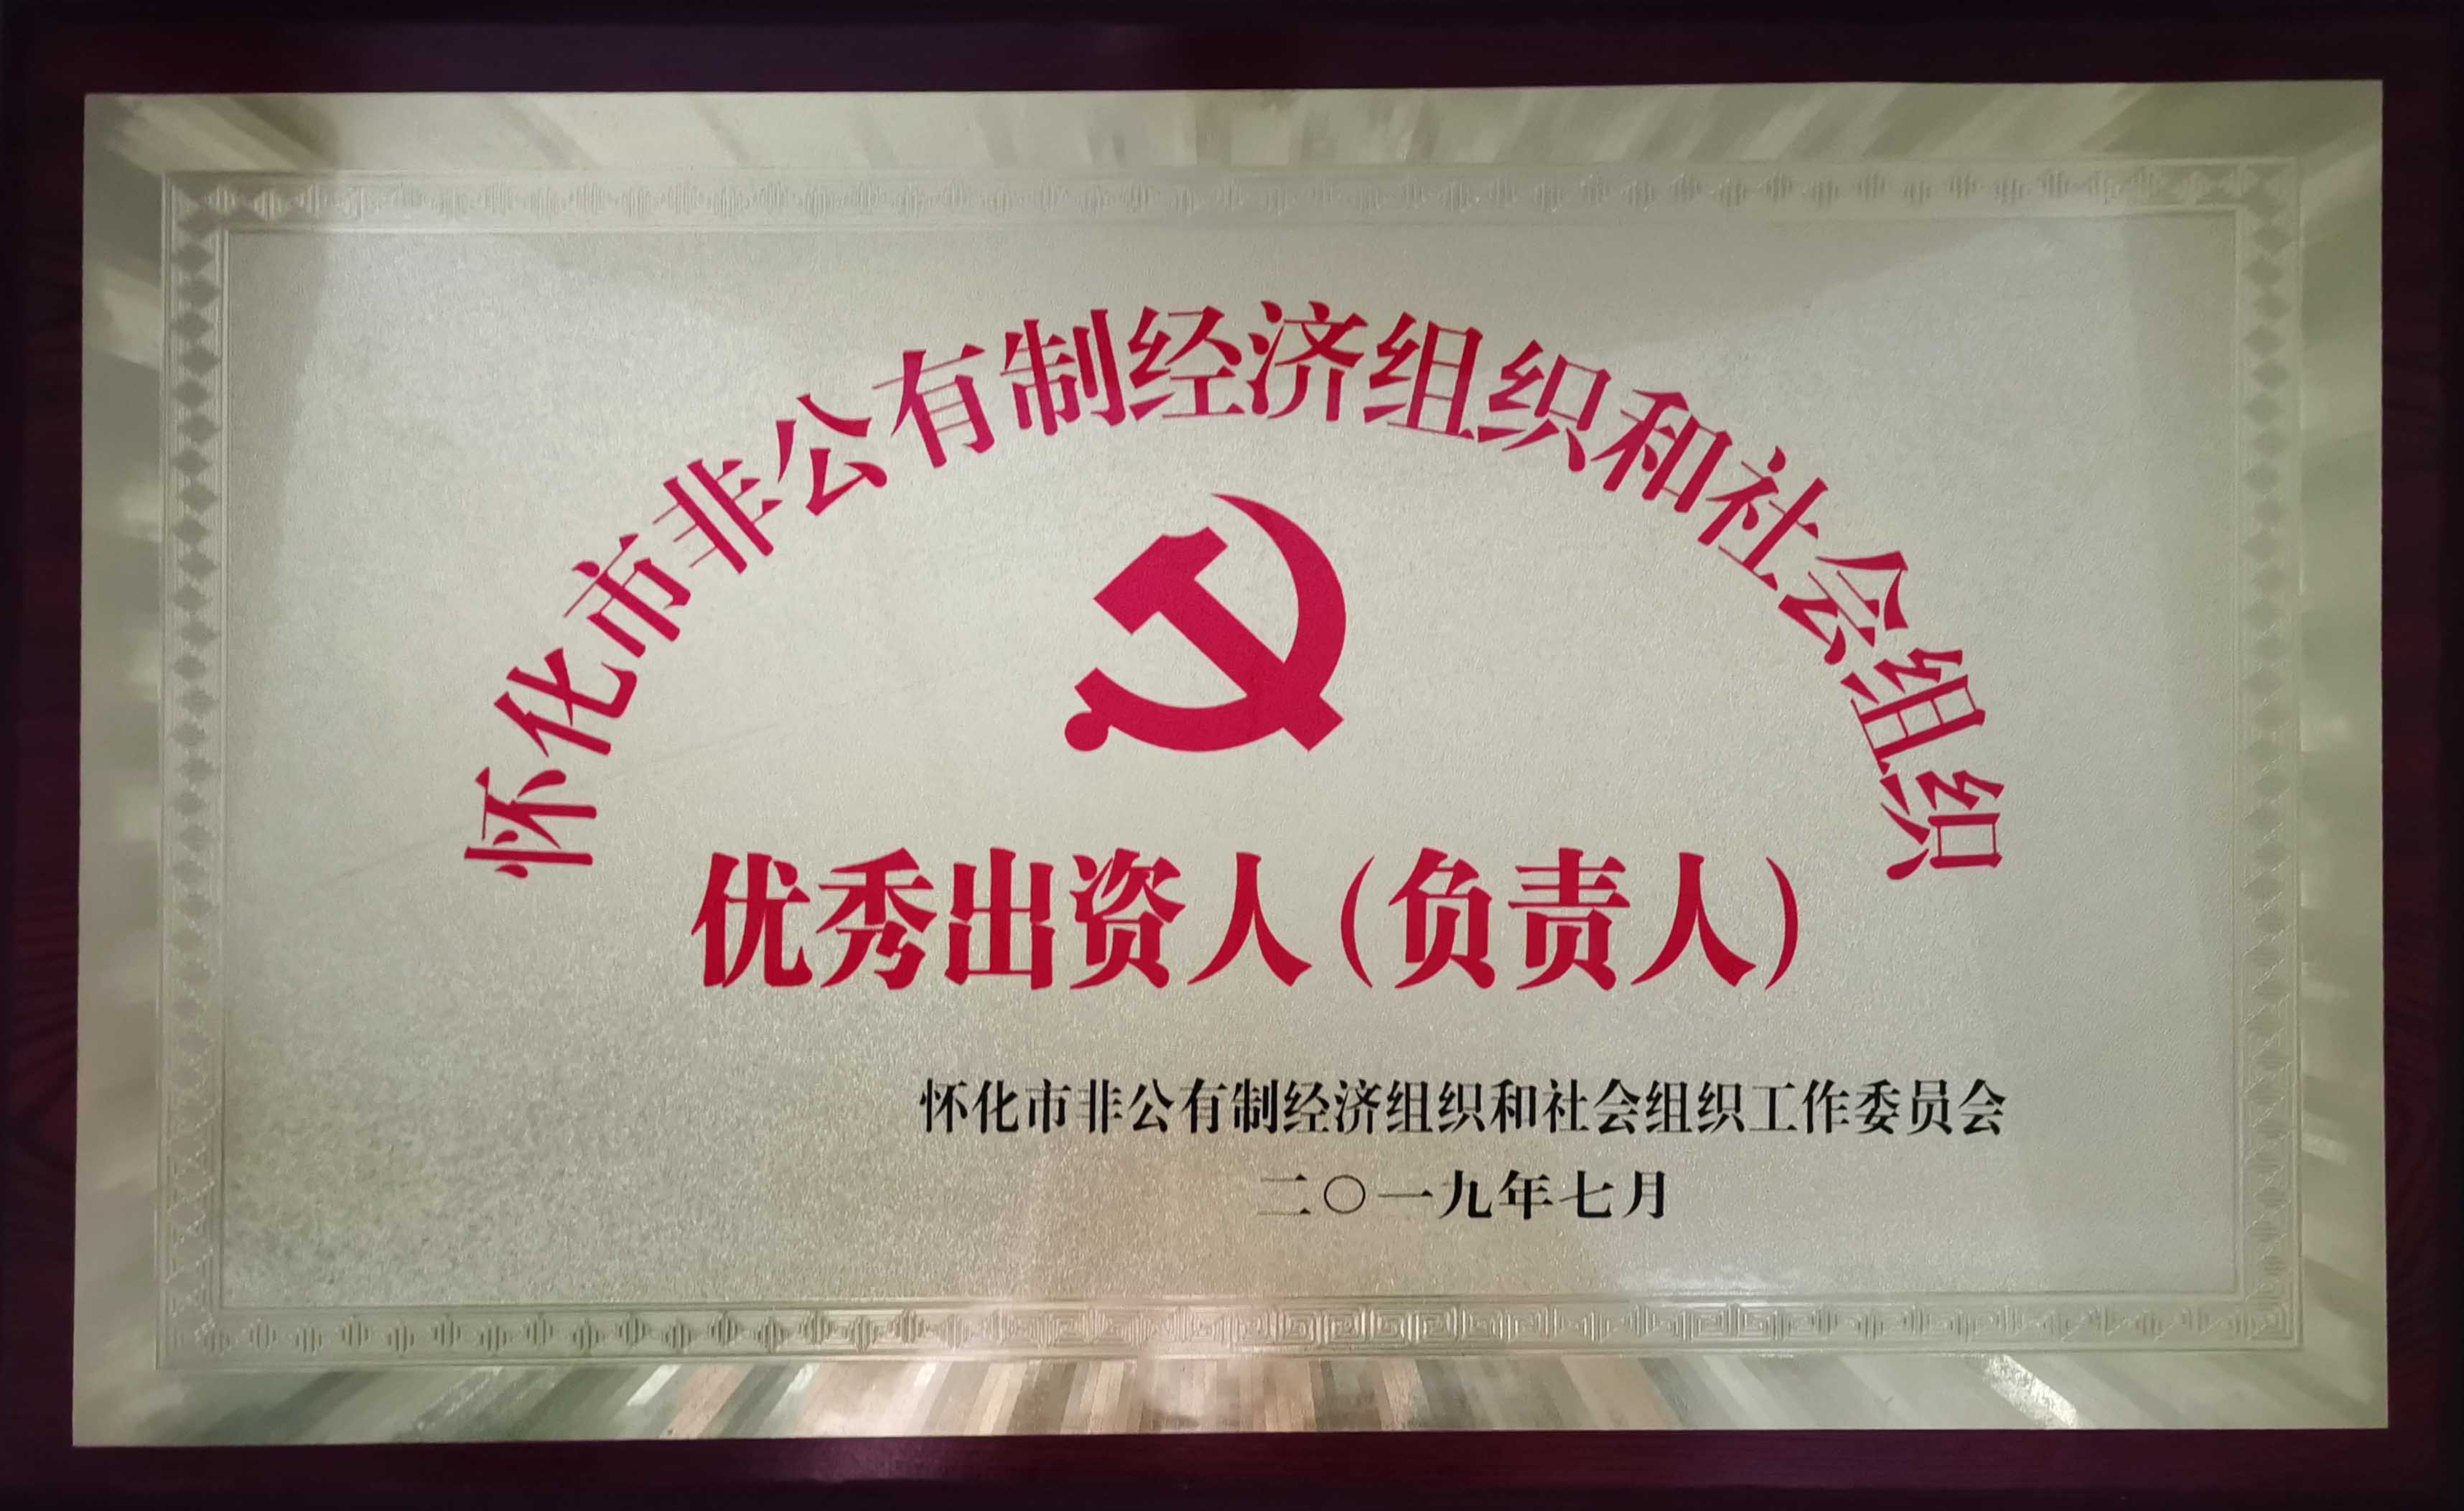 怀化市非公有制经济组织和社会组织
优秀出资人(负责人)
怀化市非公有制经济组织和社会组织工作委员会
二〇一九年七月